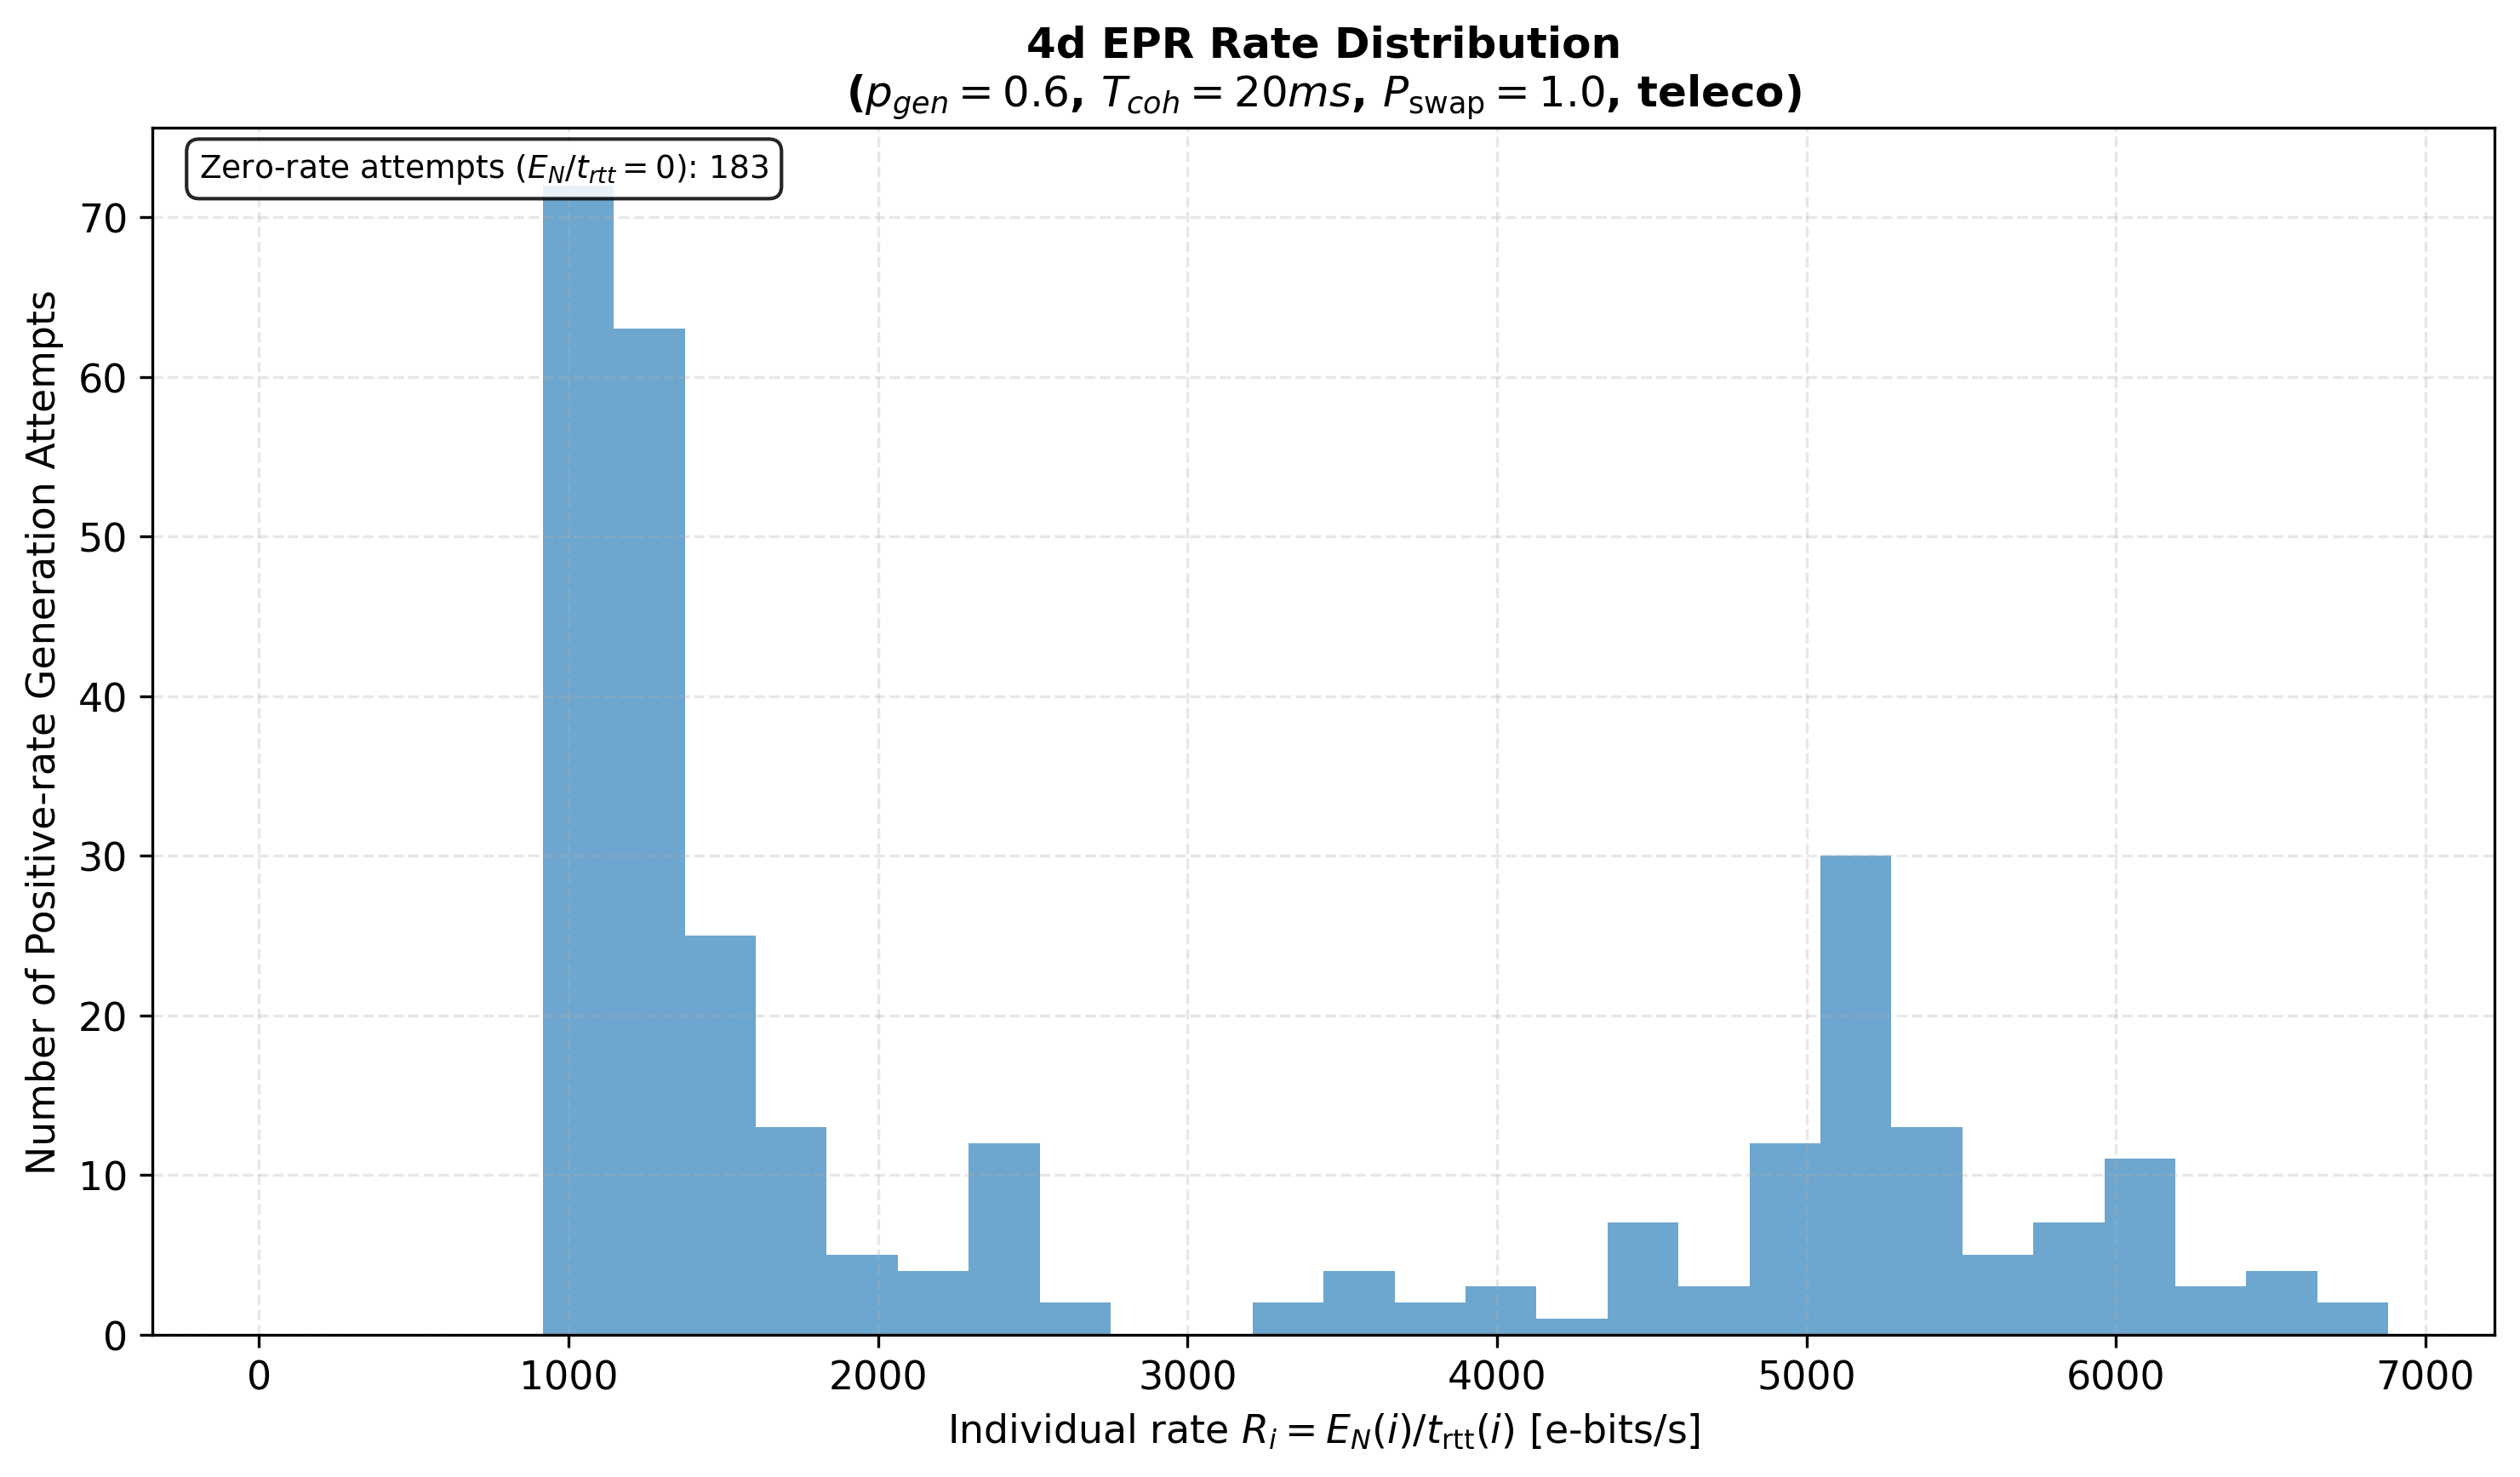 4d EPR Rate Distribution
(p_gen = 0.6, T_coh = 20ms, P_swap = 1.0, teleco)
Zero-rate attempts (E_N/t_rtt = 0): 183
Number of Positive-rate Generation Attempts
70
60
50
40
30
20
10
0
0 1000 2000 3000 4000 5000 6000 7000
Individual rate R_i = E_N(i)/t_rtt(i) [e-bits/s]